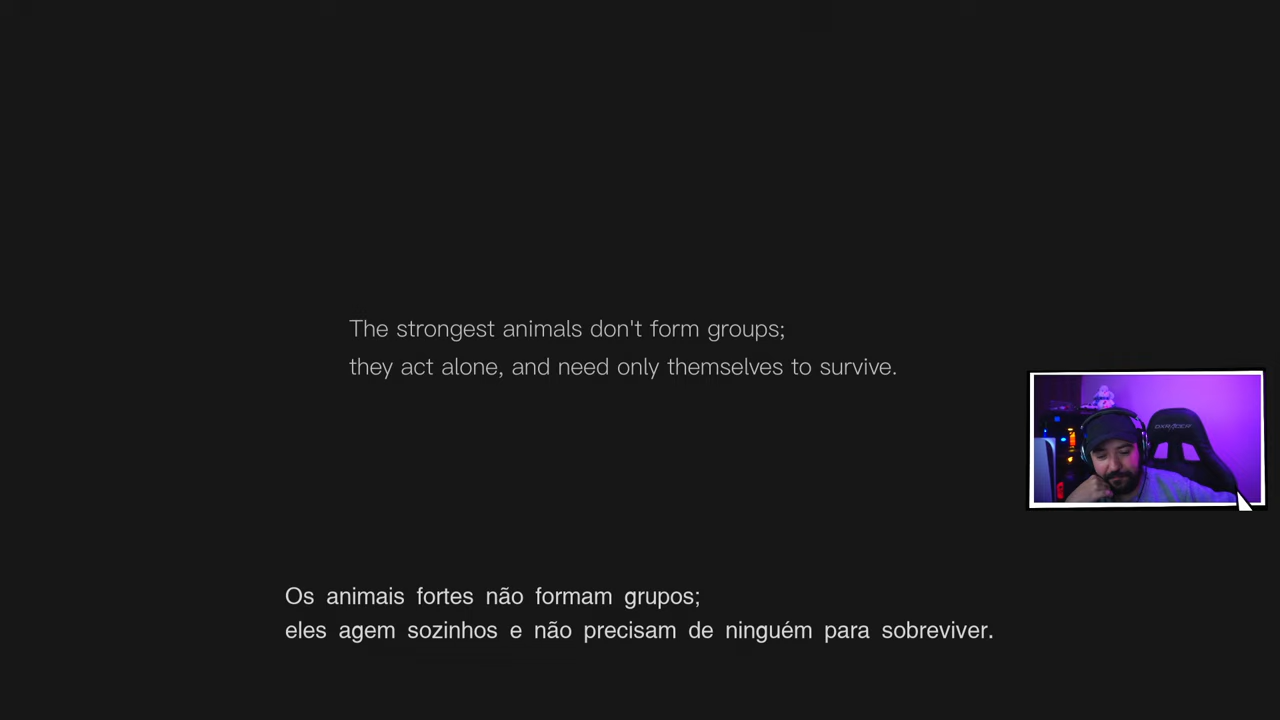 The strongest animals don't form groups;
they act alone, and need only themselves to survive.
DXRACER
Os animais fortes não formam grupos;
eles agem sozinhos e não precisam de ninguém para sobreviver.